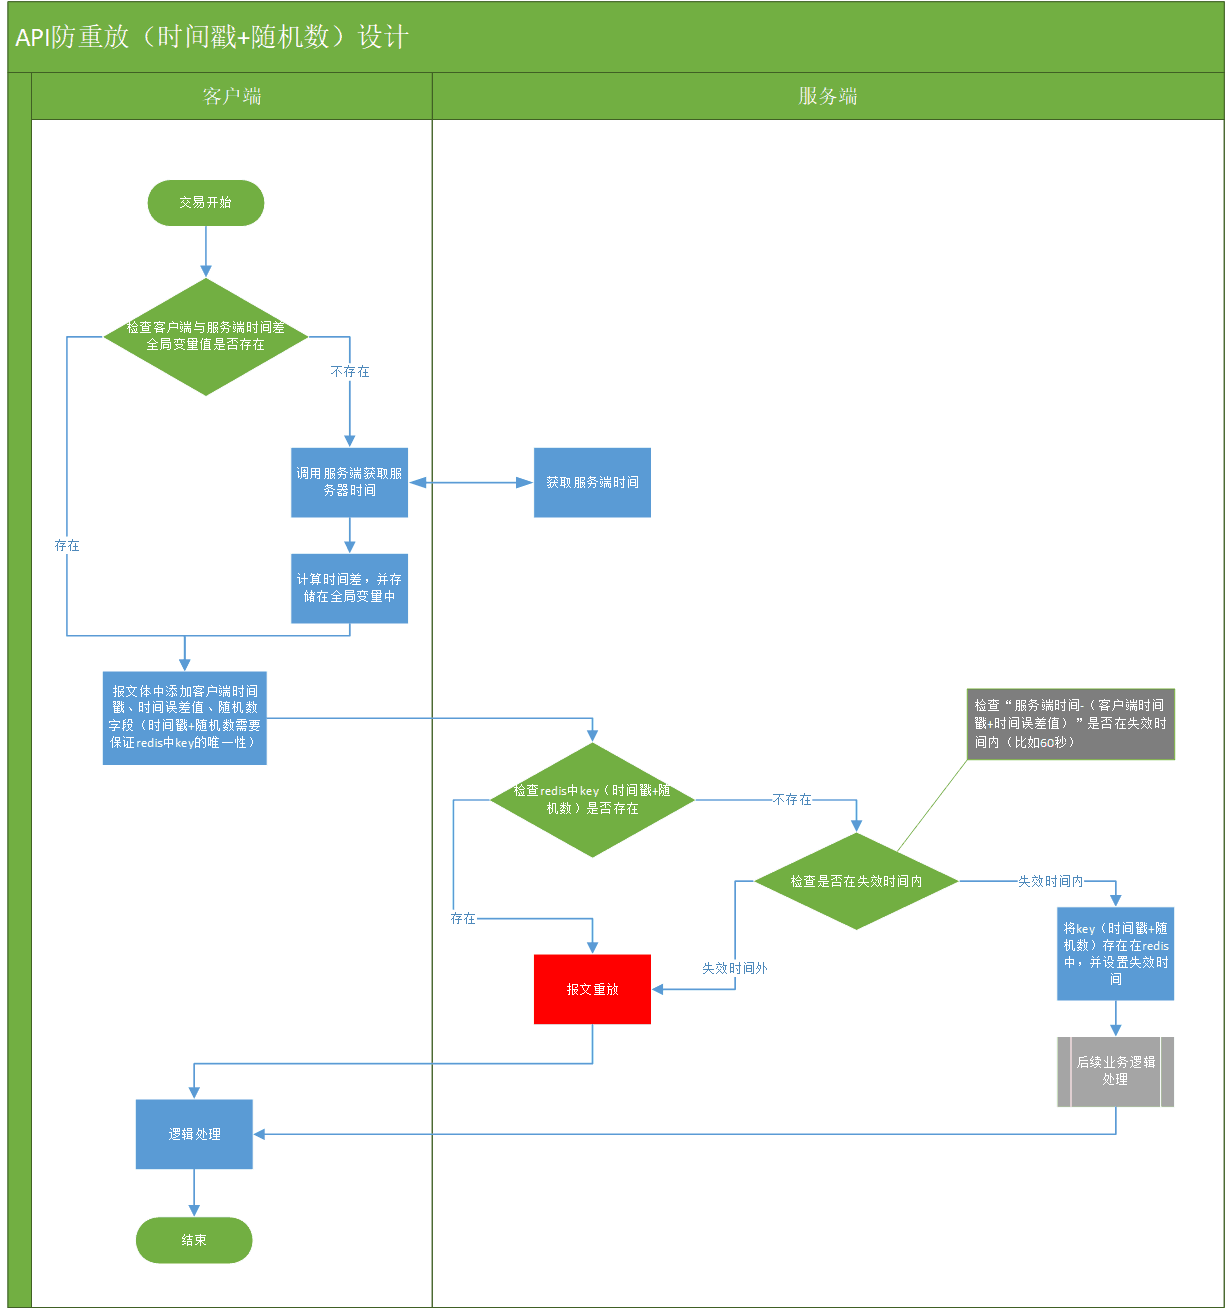 API防重放（时间戳+随机数）设计
客户端
服务端
交易开始
检查客户端与服务端时间差
全局变量值是否存在
不存在
调用服务端获取服
务器时间
获取服务端时间
存在
计算时间差，并存
储在全局变量中
报文体中添加客户端时间
戳、时间误差值、随机数
字段（时间戳+随机数需要
保证redis中key的唯一性）
检查“服务端时间-（客户端时间
戳+时间误差值）”是否在失效时
间内（比如60秒）
检查redis中key（时间戳+随
机数）是否存在
不存在
检查是否在失效时间内
失效时间内
存在
将key（时间戳+随
机数）存在在redis
中，并设置失效时
间
失效时间外
报文重放
后续业务逻辑
处理
逻辑处理
结束